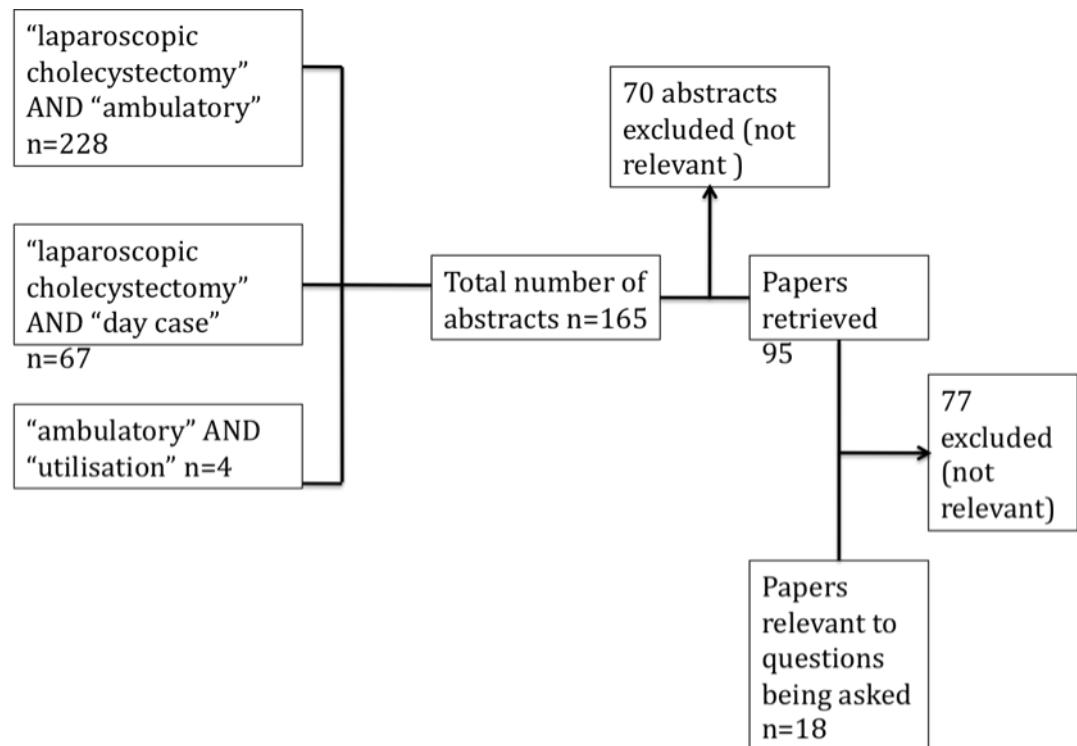 “laparoscopic
cholecystectomy”
AND “ambulatory”
n=228
“laparoscopic
cholecystectomy”
AND “day case”
n=67
“ambulatory” AND
“utilisation” n=4
Total number of
abstracts n=165
70 abstracts
excluded (not
relevant )
Papers
retrieved
95
77
excluded
(not
relevant)
Papers
relevant to
questions
being asked
n=18